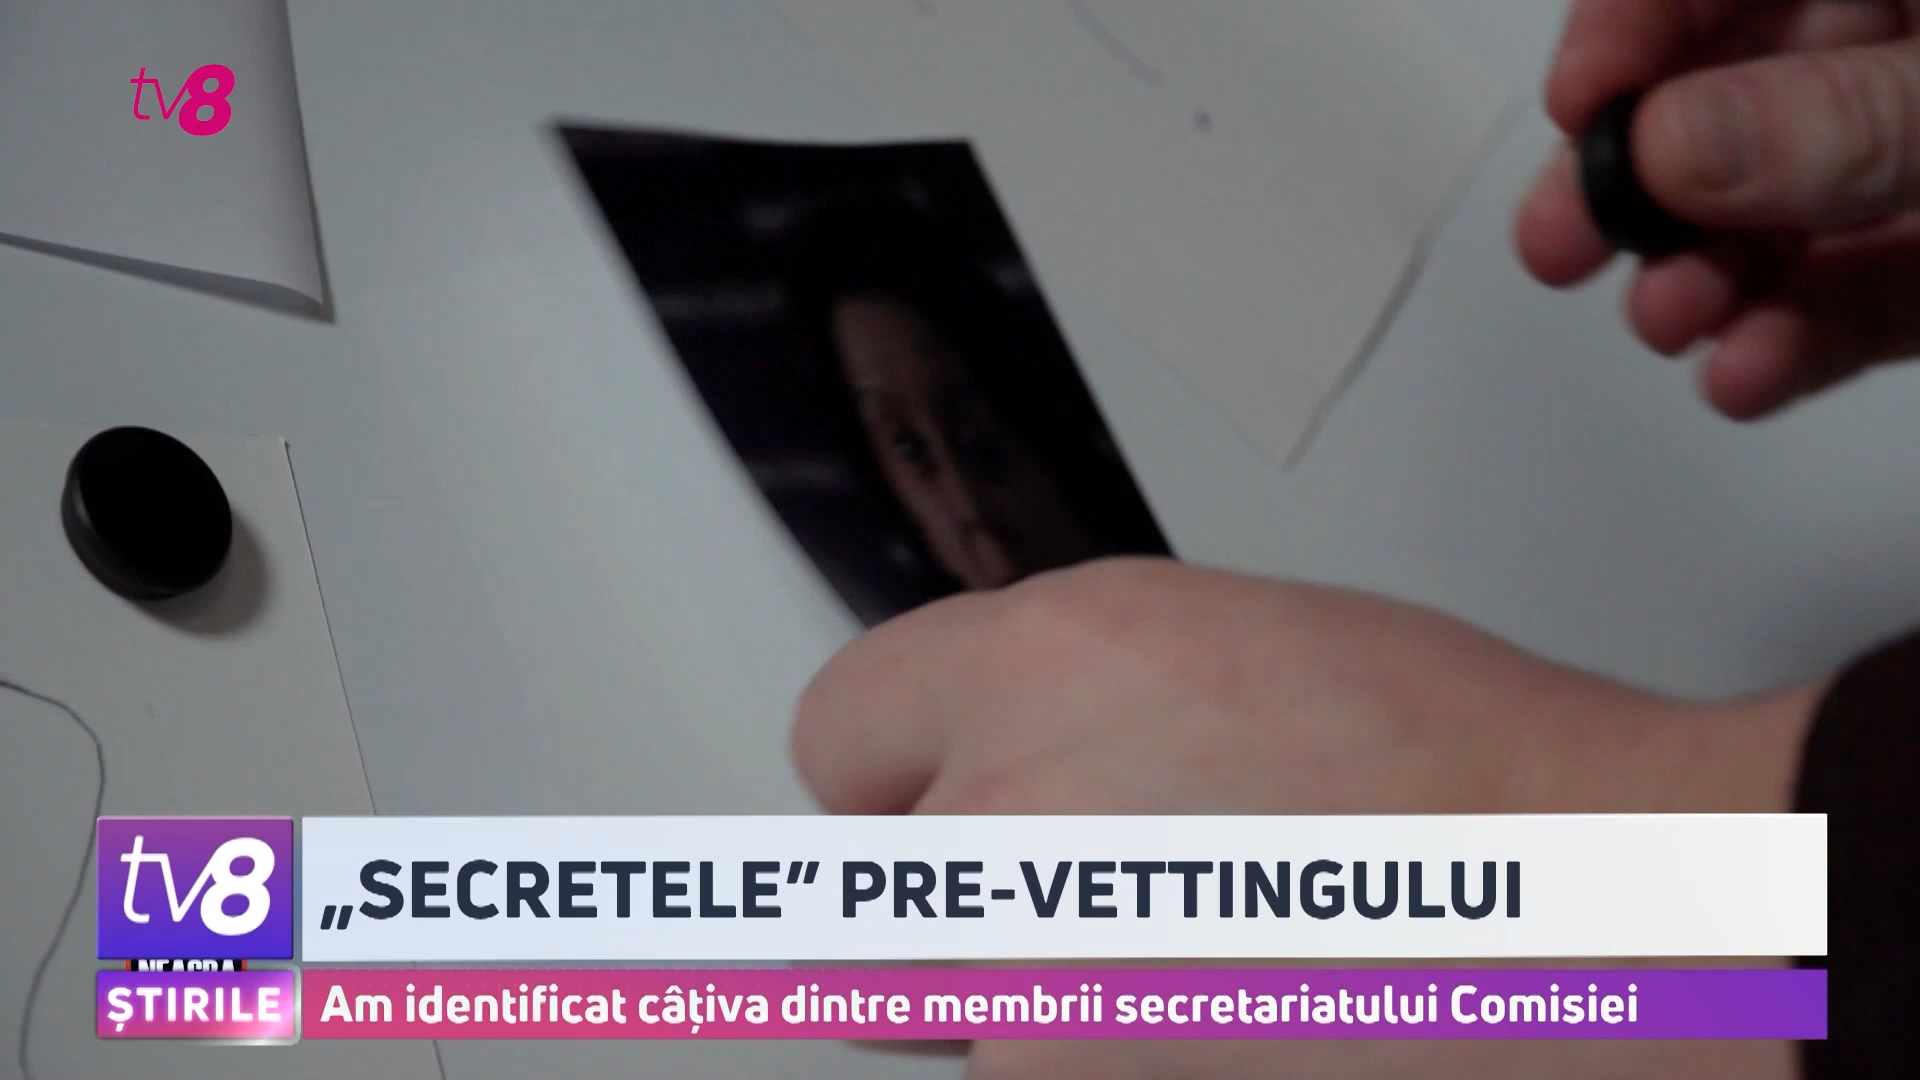 tv8
tv8
„SECRETELE” PRE-VETTINGULUI
ȘTIRILE
Am identificat câțiva dintre membrii secretariatului Comisiei